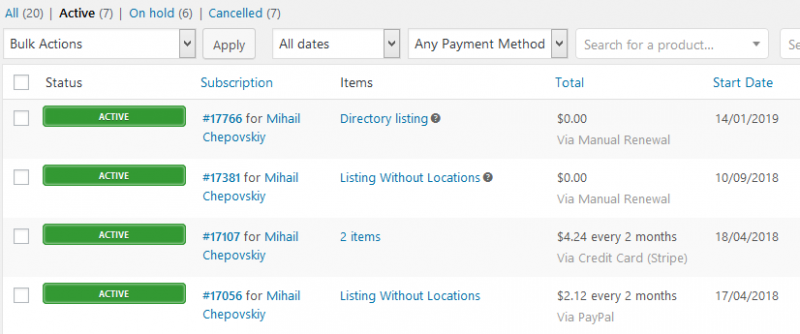 All (20) | Active (7) | On hold (6) | Cancelled (7)
Bulk Actions Apply All dates Any Payment Method Search for a product... Se
Status Subscription Items Total Start Date
ACTIVE #17766 for Mihail Directory listing $0.00 14/01/2019
Chepovskiy Via Manual Renewal
ACTIVE #17381 for Mihail Listing Without Locations $0.00 10/09/2018
Chepovskiy Via Manual Renewal
ACTIVE #17107 for Mihail 2 items $4.24 every 2 months 18/04/2018
Chepovskiy Via Credit Card (Stripe)
ACTIVE #17056 for Mihail Listing Without Locations $2.12 every 2 months 17/04/2018
Chepovskiy Via PayPal